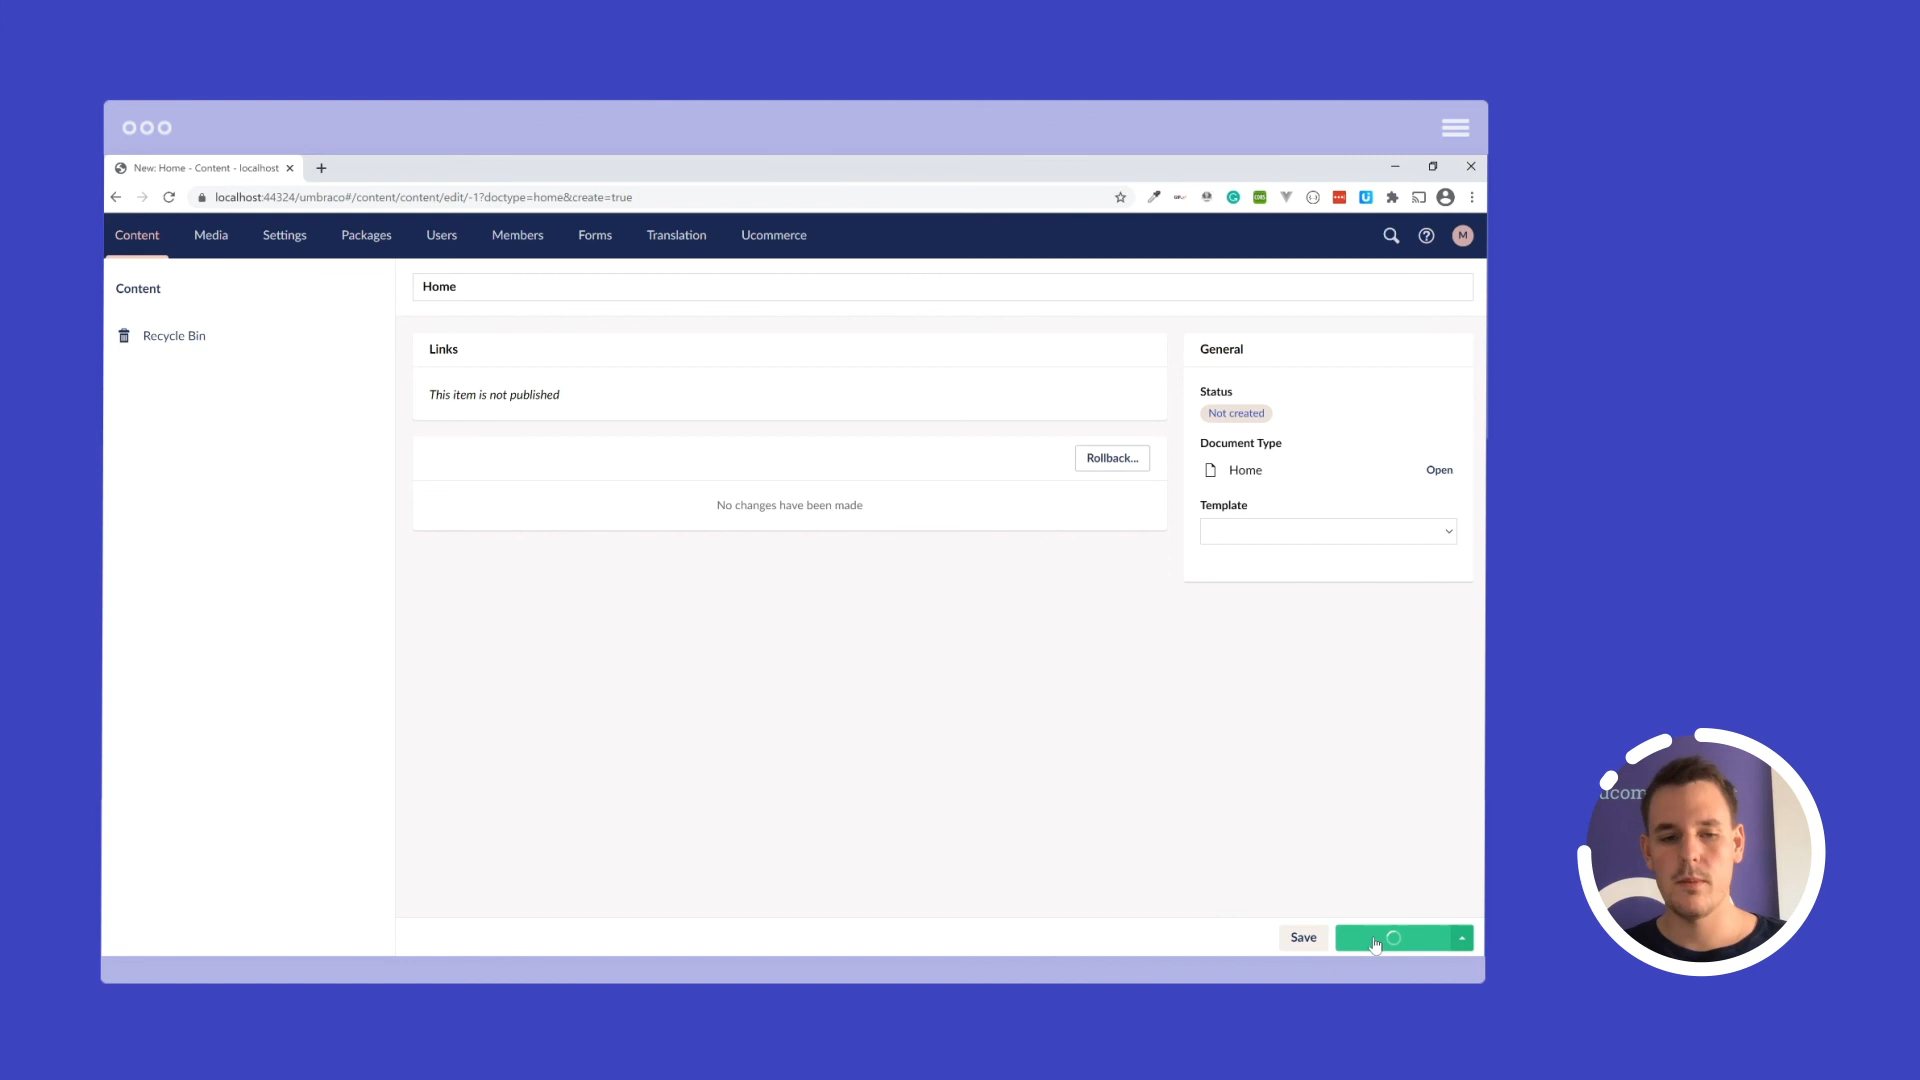 New: Home - Content - localhost
localhost:44324/umbraco#/content/content/edit/-1?doctype=home&create=true
Content Media Settings Packages Users Members Forms Translation Ucommerce
M
Content
Recycle Bin
Home
Links
This item is not published
Rollback...
No changes have been made
General
Status
Not created
Document Type
Home Open
Template
Save
ucom